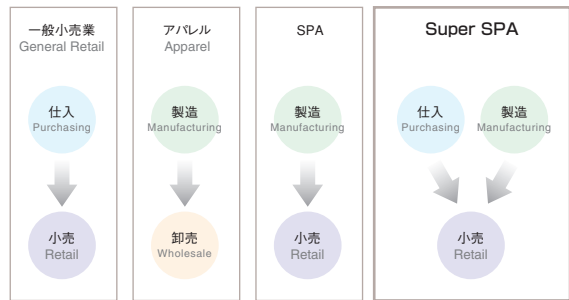 一般小売業
General Retail
仕入
Purchasing
小売
Retail
アパレル
Apparel
製造
Manufacturing
卸売
Wholesale
SPA
製造
Manufacturing
小売
Retail
Super SPA
仕入
Purchasing
製造
Manufacturing
小売
Retail